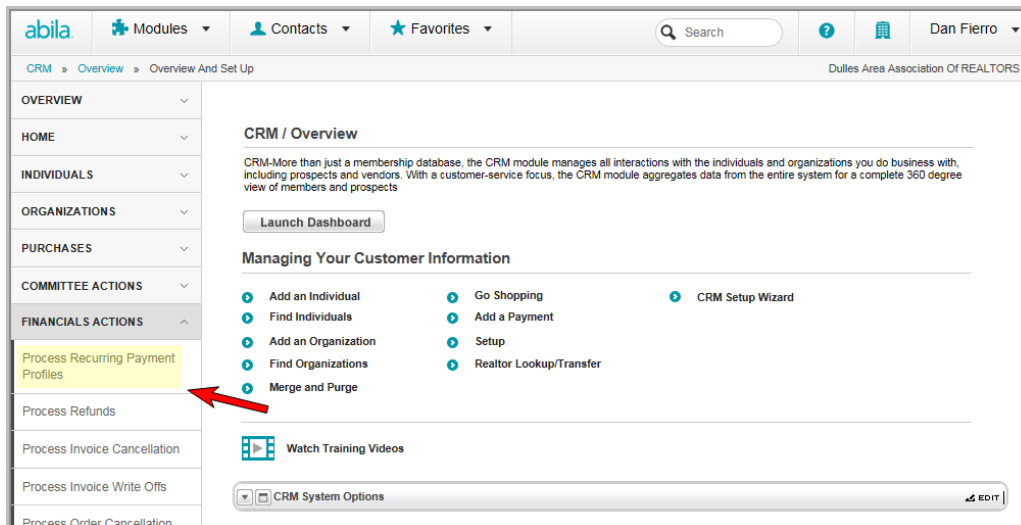 abila Modules Contacts Favorites Search ? Dan Fierro
CRM » Overview » Overview And Set Up Dulles Area Association Of REALTORS
OVERVIEW
HOME
INDIVIDUALS
ORGANIZATIONS
PURCHASES
COMMITTEE ACTIONS
FINANCIALS ACTIONS
Process Recurring Payment
Profiles
Process Refunds
Process Invoice Cancellation
Process Invoice Write Offs
Process Order Cancellation
CRM / Overview
CRM-More than just a membership database, the CRM module manages all interactions with the individuals and organizations you do business with,
including prospects and vendors. With a customer-service focus, the CRM module aggregates data from the entire system for a complete 360 degree
view of members and prospects
Launch Dashboard
Managing Your Customer Information
Add an Individual Go Shopping CRM Setup Wizard
Find Individuals Add a Payment
Add an Organization Setup
Find Organizations Realtor Lookup/Transfer
Merge and Purge
Watch Training Videos
CRM System Options EDIT